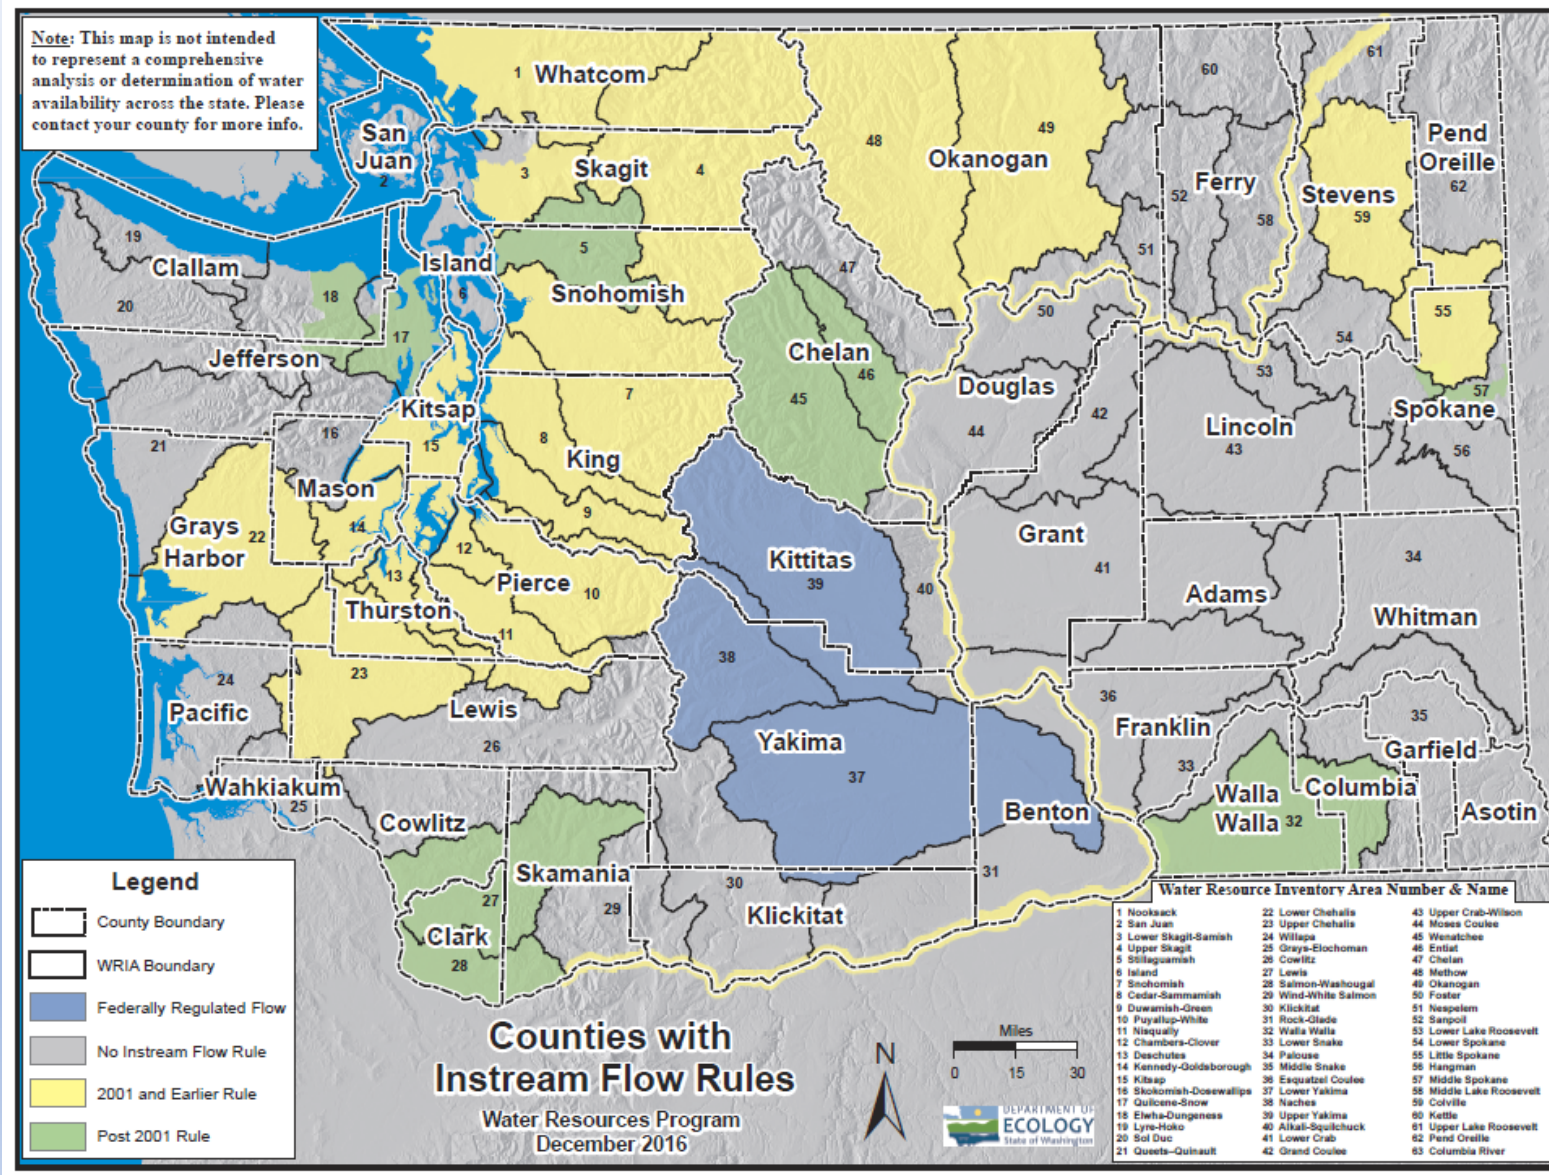 Note: This map is not intended
to represent a comprehensive
analysis or determination of water
availability across the state. Please
contact your county for more info.
1
Whatcom
60
61
San
Juan
2
3
Skagit
4
48
49
Okanogan
52
Ferry
58
Stevens
59
Pend
Oreille
62
19
Clallam
20
18
17
Island
6
5
Snohomish
47
51
50
54
55
Jefferson
16
Kitsap
15
7
8
King
9
Chelan
46
45
Douglas
44
42
53
Lincoln
43
57
Spokane
56
21
Grays
Harbor
22
Mason
14
13
12
Pierce
10
Thurston
11
Kittitas
39
40
Grant
41
Adams
34
Whitman
24
Pacific
23
Lewis
26
38
Yakima
37
Benton
36
Franklin
33
35
Garfield
Wahkiakum
25
Cowlitz
Walla
Walla
32
Columbia
Asotin
27
Clark
28
Skamania
29
30
Klickitat
31
Legend
County Boundary
WRIA Boundary
Federally Regulated Flow
No Instream Flow Rule
2001 and Earlier Rule
Post 2001 Rule
Counties with
Instream Flow Rules
Water Resources Program
December 2016
N
Miles
0 15 30
DEPARTMENT OF
ECOLOGY
State of Washington
Water Resource Inventory Area Number & Name
1 Nooksack
2 San Juan
3 Lower Skagit-Samish
4 Upper Skagit
5 Stillaguamish
6 Island
7 Snohomish
8 Cedar-Sammamish
9 Duwamish-Green
10 Puyallup-White
11 Nisqually
12 Chambers-Clover
13 Deschutes
14 Kennedy-Goldsborough
15 Kitsap
16 Skokomish-Dosewallips
17 Quilcene-Snow
18 Elwha-Dungeness
19 Lyre-Hoko
20 Sol Duc
21 Queets-Quinault
22 Lower Chehalis
23 Upper Chehalis
24 Willapa
25 Grays-Elochoman
26 Cowlitz
27 Lewis
28 Salmon-Washougal
29 Wind-White Salmon
30 Klickitat
31 Rock-Glade
32 Walla Walla
33 Lower Snake
34 Palouse
35 Middle Snake
36 Esquatzel Coulee
37 Lower Yakima
38 Naches
39 Upper Yakima
40 Alkali-Squilchuck
41 Lower Crab
42 Grand Coulee
43 Upper Crab-Wilson
44 Moses Coulee
45 Wenatchee
46 Entiat
47 Chelan
48 Methow
49 Okanogan
50 Foster
51 Nespelem
52 Sanpoil
53 Lower Lake Roosevelt
54 Lower Spokane
55 Little Spokane
56 Hangman
57 Middle Spokane
58 Middle Lake Roosevelt
59 Colville
60 Kettle
61 Upper Lake Roosevelt
62 Pend Oreille
63 Columbia River